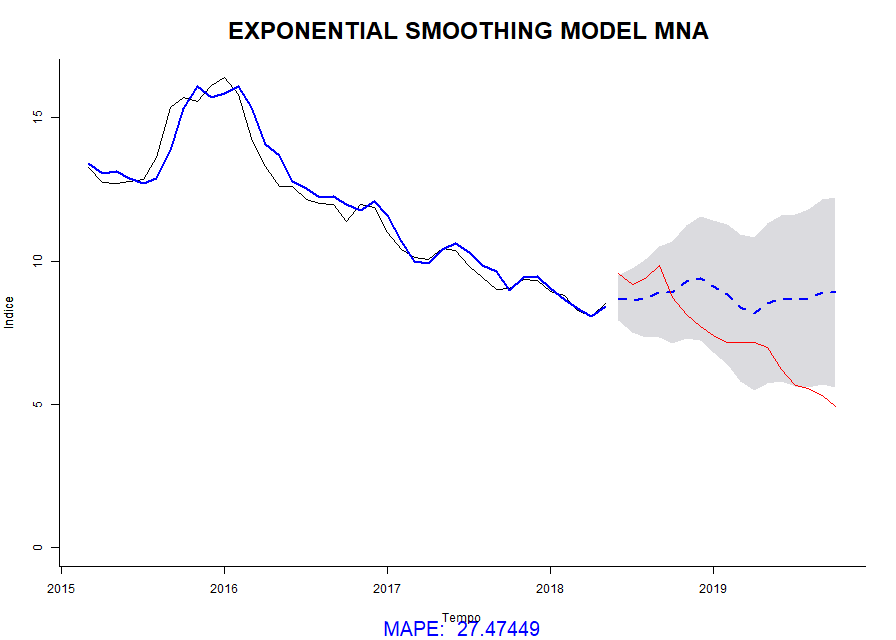 EXPONENTIAL SMOOTHING MODEL MNA
15
10
5
0
Indice
2015 2016 2017 2018 2019
Tempo
MAPE: 27.47449